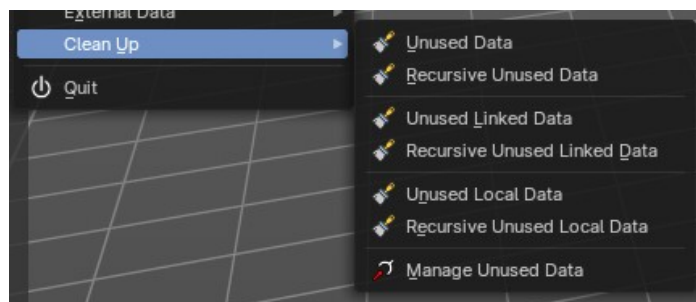 External Data
Clean Up
Quit
Unused Data
Recursive Unused Data
Unused Linked Data
Recursive Unused Linked Data
Unused Local Data
Recursive Unused Local Data
Manage Unused Data